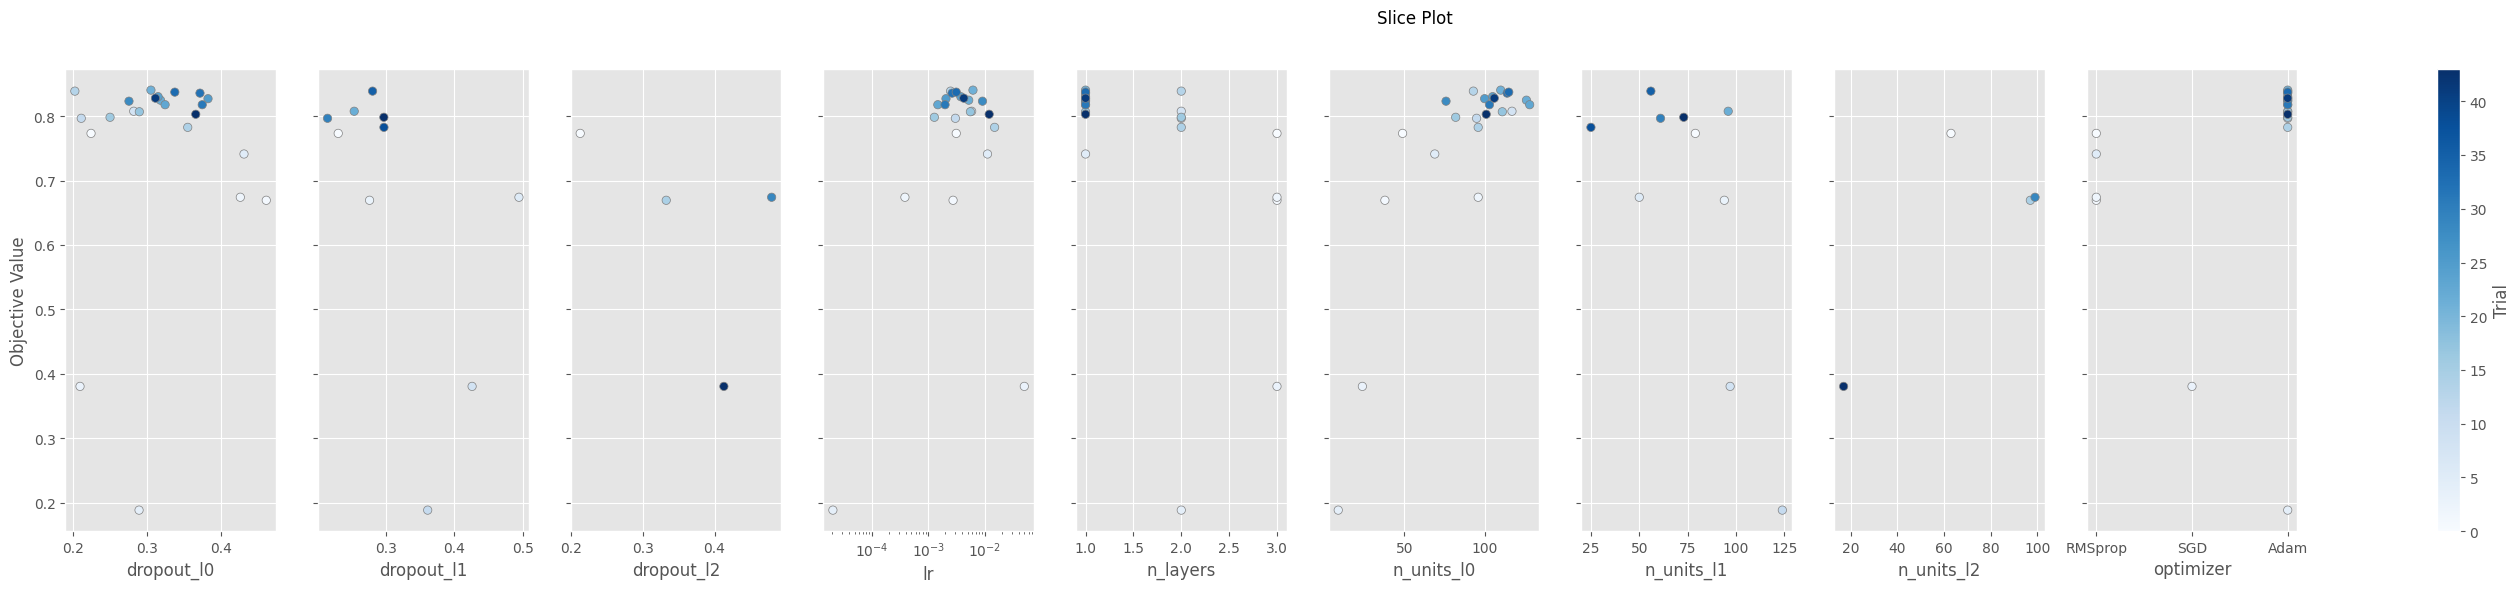 Slice Plot
Objective Value
0.8
0.7
0.6
0.5
0.4
0.3
0.2
0.2 0.3 0.4
dropout_l0
0.3 0.4 0.5
dropout_l1
0.2 0.3 0.4
dropout_l2
10⁻⁴ 10⁻³ 10⁻²
lr
1.0 1.5 2.0 2.5 3.0
n_layers
50 100
n_units_l0
25 50 75 100 125
n_units_l1
20 40 60 80 100
n_units_l2
RMSprop SGD Adam
optimizer
40
35
30
25
20
15
10
5
0
Trial